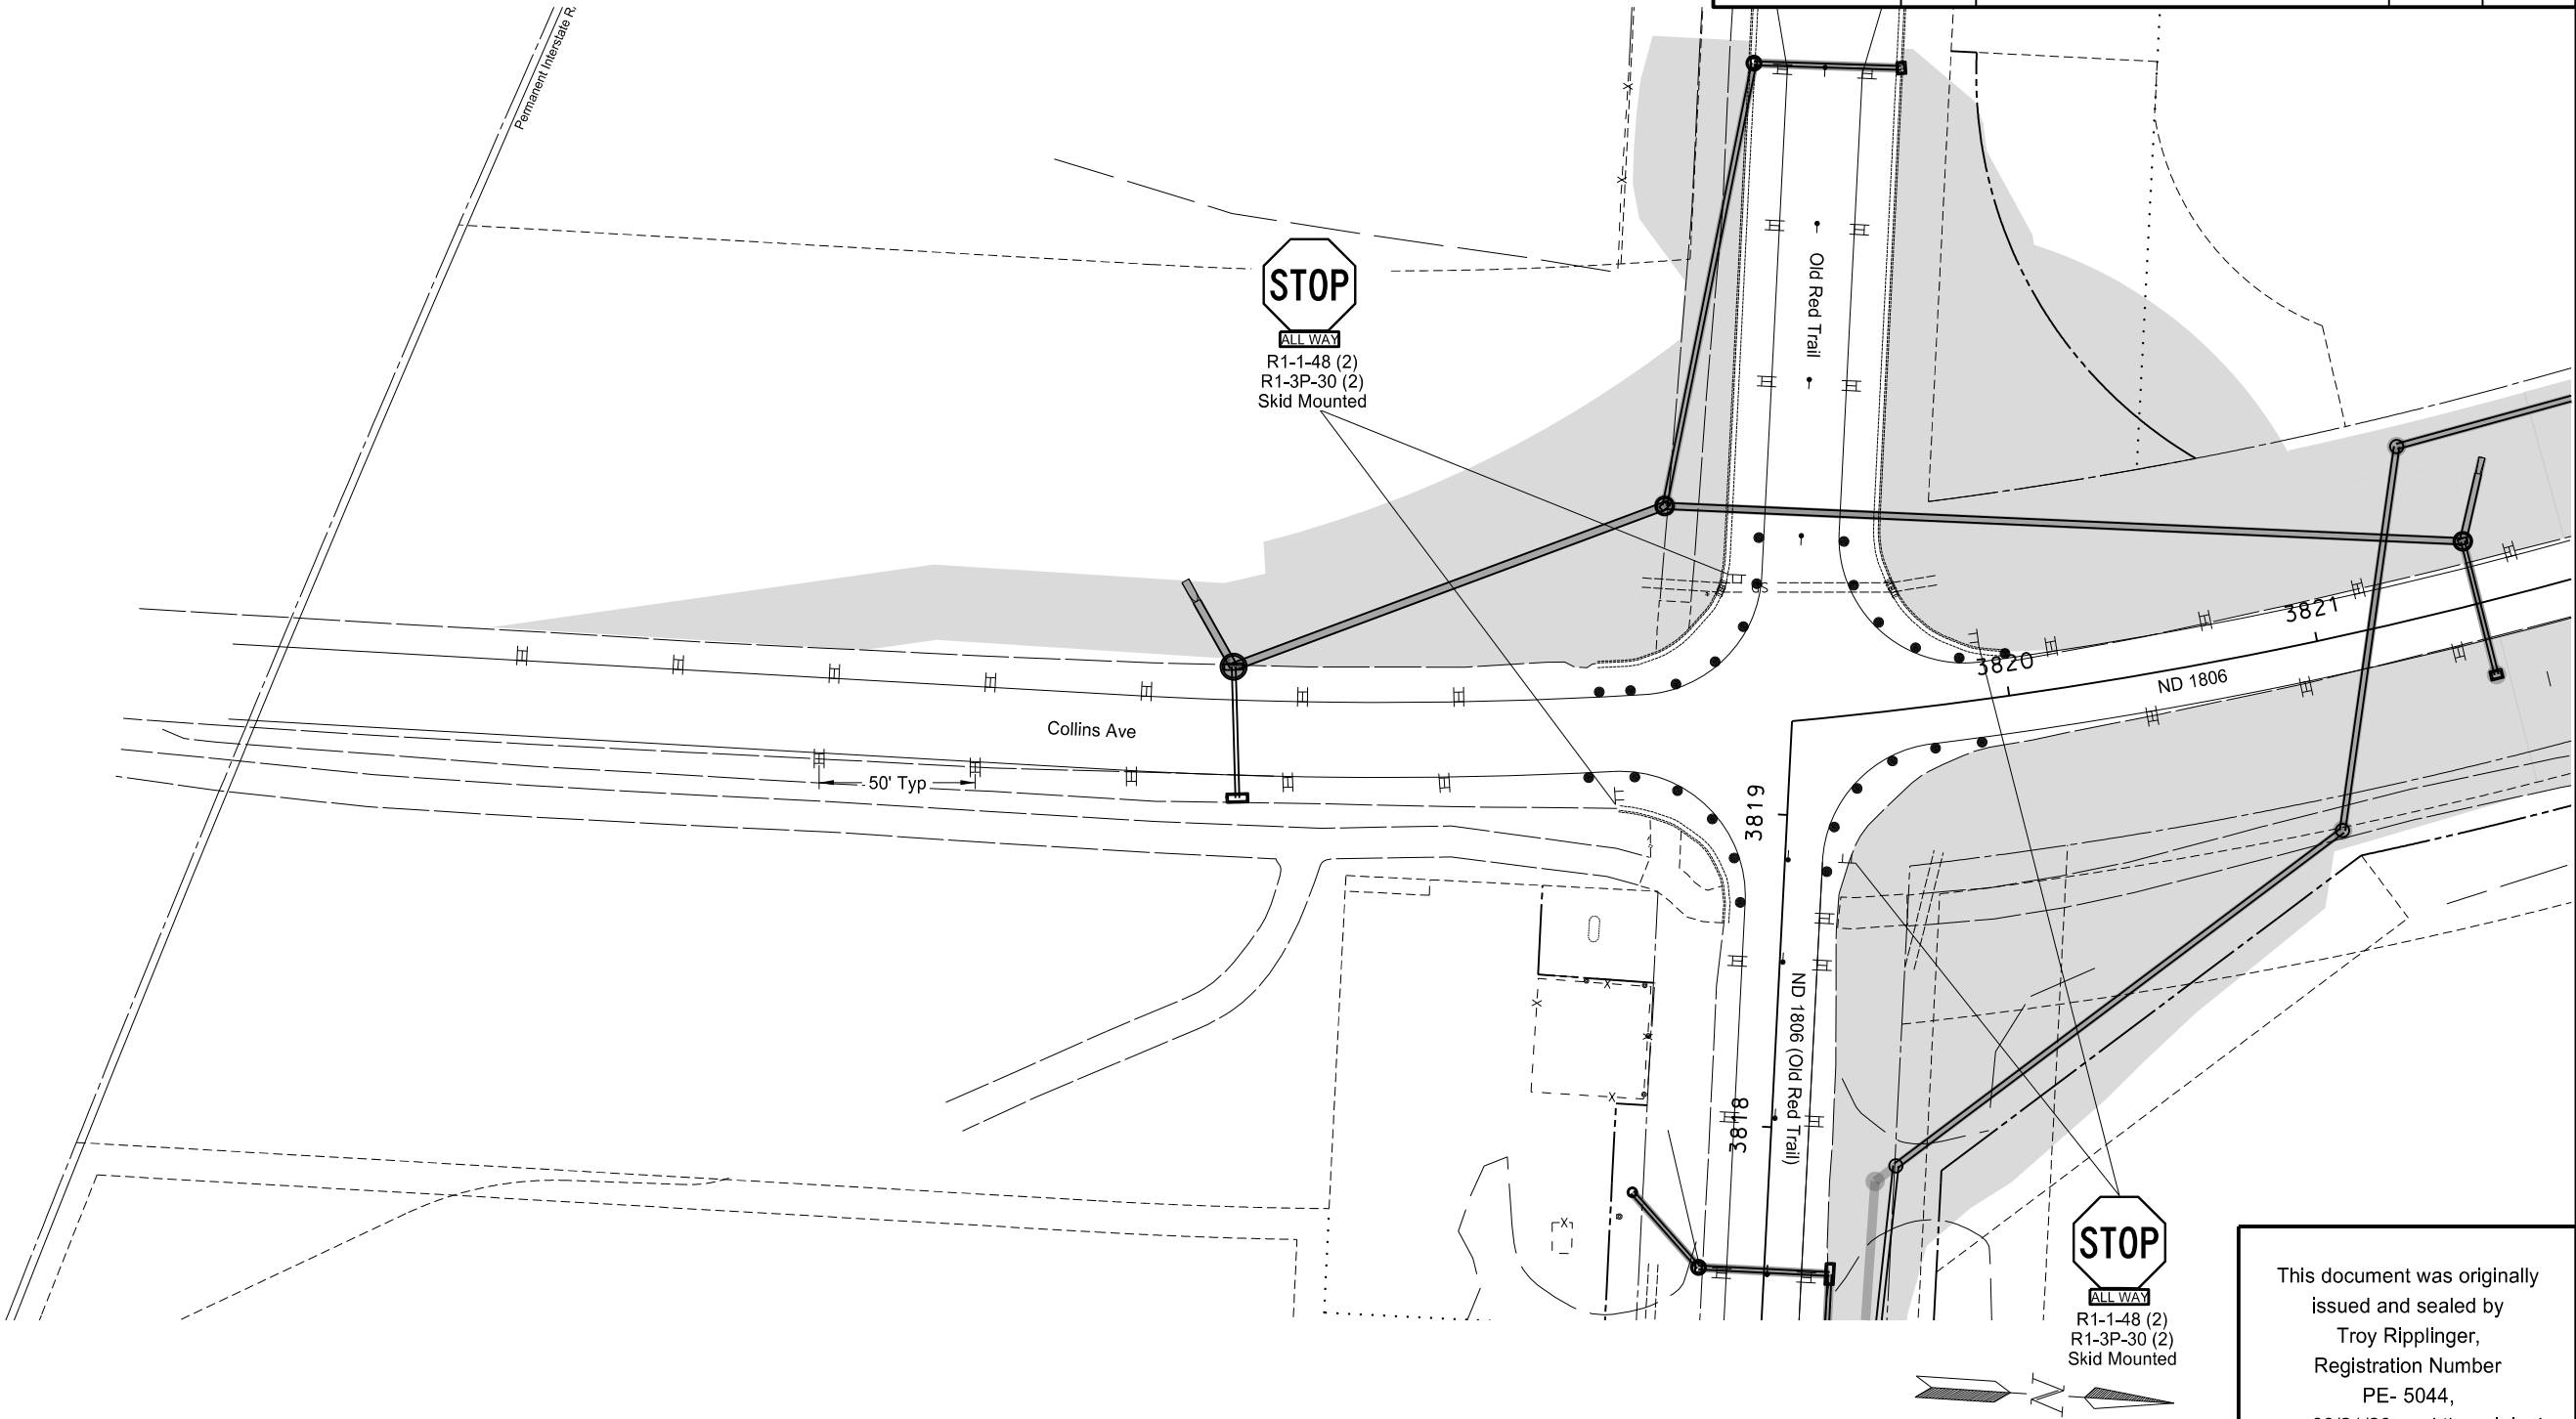 Permanent Interstate R
STOP
ALL WAY
R1-1-48 (2)
R1-3P-30 (2)
Skid Mounted
Old Red Trail
GS
3821
3820
ND 1806
Collins Ave
50' Typ
3819
ND 1806 (Old Red Trail)
3818
STOP
ALL WAY
R1-1-48 (2)
R1-3P-30 (2)
Skid Mounted
N
This document was originally
issued and sealed by
Troy Ripplinger,
Registration Number
PE- 5044,